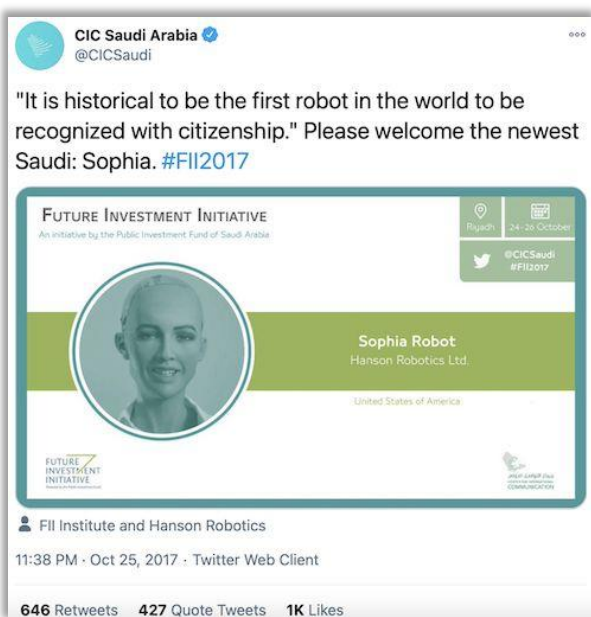 CIC Saudi Arabia
@CICSaudi
"It is historical to be the first robot in the world to be
recognized with citizenship." Please welcome the newest
Saudi: Sophia. #FII2017
FUTURE INVESTMENT INITIATIVE
An initiative by the Public Investment Fund of Saudi Arabia
Riyadh
24-26 October
@CICSaudi
#FII2017
Sophia Robot
Hanson Robotics Ltd.
United States of America
FUTURE
INVESTMENT
INITIATIVE
COMMUNICATION
FII Institute and Hanson Robotics
11:38 PM · Oct 25, 2017 · Twitter Web Client
646 Retweets 427 Quote Tweets 1K Likes